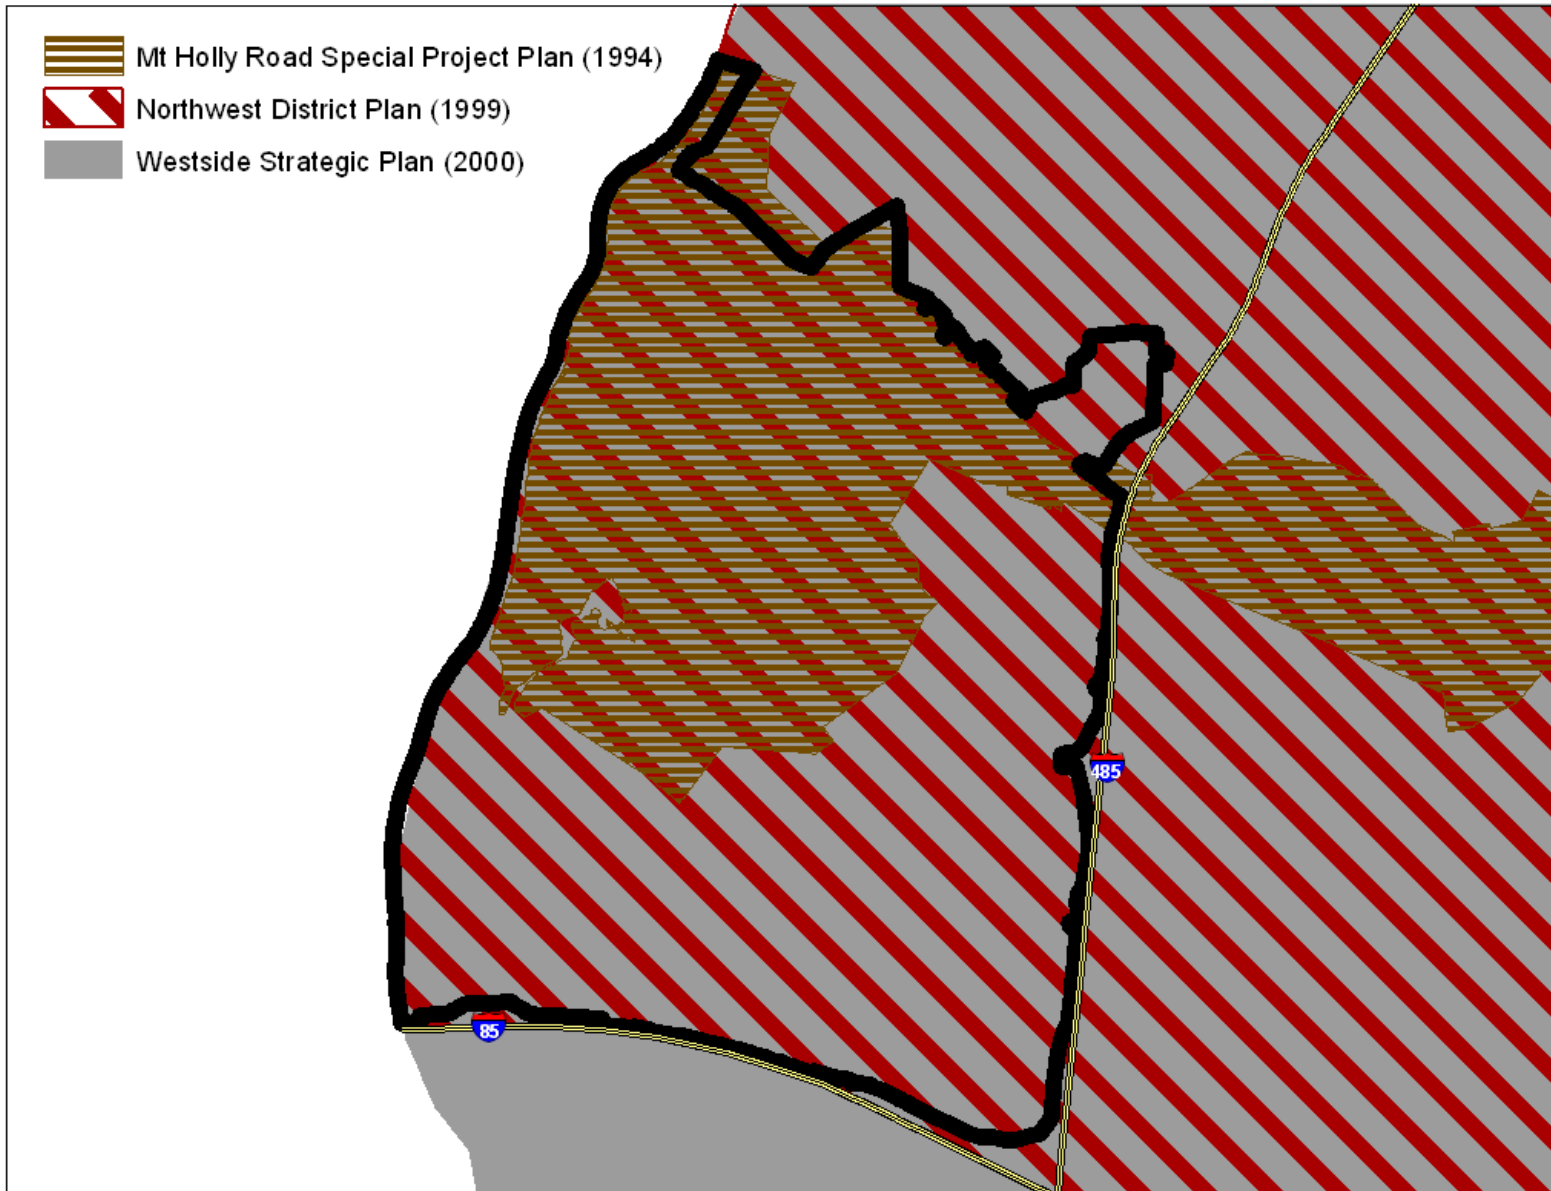 Mt Holly Road Special Project Plan (1994)
Northwest District Plan (1999)
Westside Strategic Plan (2000)
485
85